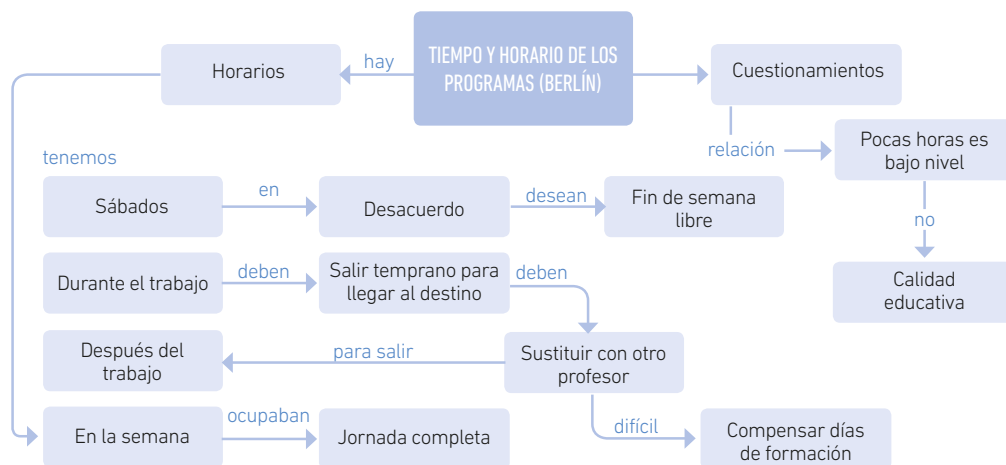 TIEMPO Y HORARIO DE LOS
PROGRAMAS (BERLÍN)
hay
Horarios
Cuestionamientos
relación
Pocas horas es
bajo nivel
no
Calidad
educativa
tenemos
Sábados
en
Desacuerdo
desean
Fin de semana
libre
Durante el trabajo
deben
Salir temprano para
llegar al destino
deben
Sustituir con otro
profesor
para salir
Después del
trabajo
difícil
Compensar días
de formación
En la semana
ocupaban
Jornada completa